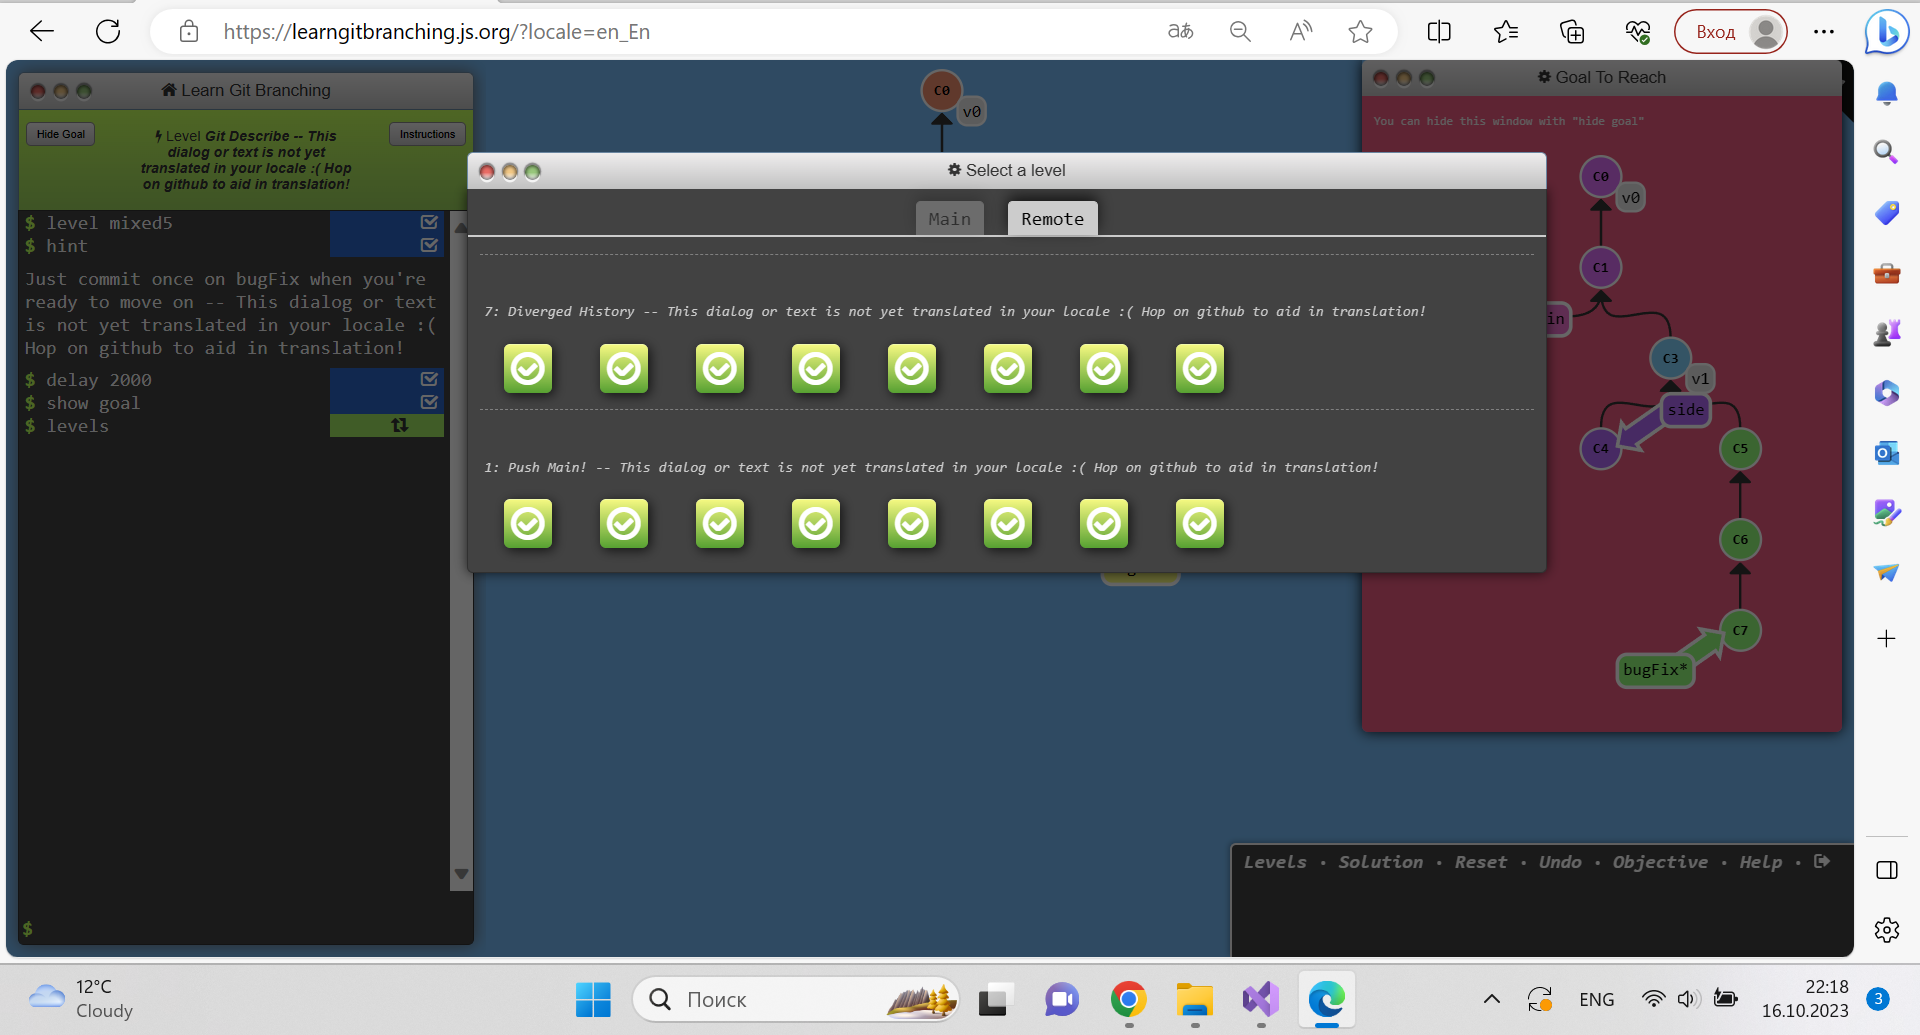 https://learngitbranching.js.org/?locale=en_En
Вход
Learn Git Branching
Hide Goal
Level Git Describe -- This
dialog or text is not yet
translated in your locale :( Hop
on github to aid in translation!
Instructions
$ level mixed5
$ hint
Just commit once on bugFix when you're
ready to move on -- This dialog or text
is not yet translated in your locale :(
Hop on github to aid in translation!
$ delay 2000
$ show goal
$ levels
$
C0
v0
Select a level
Main
Remote
7: Diverged History -- This dialog or text is not yet translated in your locale :( Hop on github to aid in translation!
1: Push Main! -- This dialog or text is not yet translated in your locale :( Hop on github to aid in translation!
Goal To Reach
You can hide this window with "hide goal"
C0
v0
C1
in
C3
v1
side
C4
C5
C6
C7
bugFix*
Levels • Solution • Reset • Undo • Objective • Help •
12°C
Cloudy
Поиск
ENG
22:18
16.10.2023
3